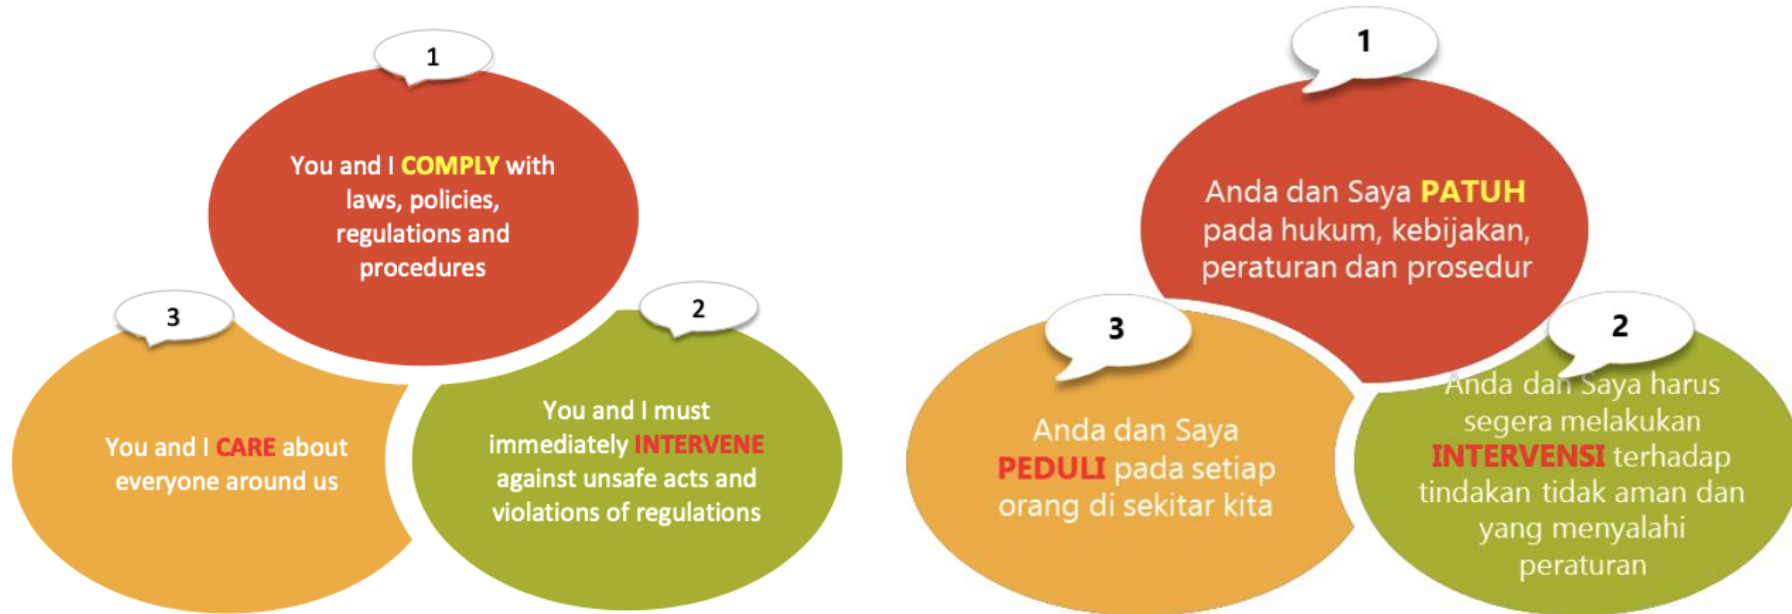 1
You and I COMPLY with
laws, policies,
regulations and
procedures
2
You and I must
immediately INTERVENE
against unsafe acts and
violations of regulations
3
You and I CARE about
everyone around us
1
Anda dan Saya PATUH
pada hukum, kebijakan,
peraturan dan prosedur
2
Anda dan Saya harus
segera melakukan
INTERVENSI terhadap
tindakan tidak aman dan
yang menyalahi
peraturan
3
Anda dan Saya
PEDULI pada setiap
orang di sekitar kita